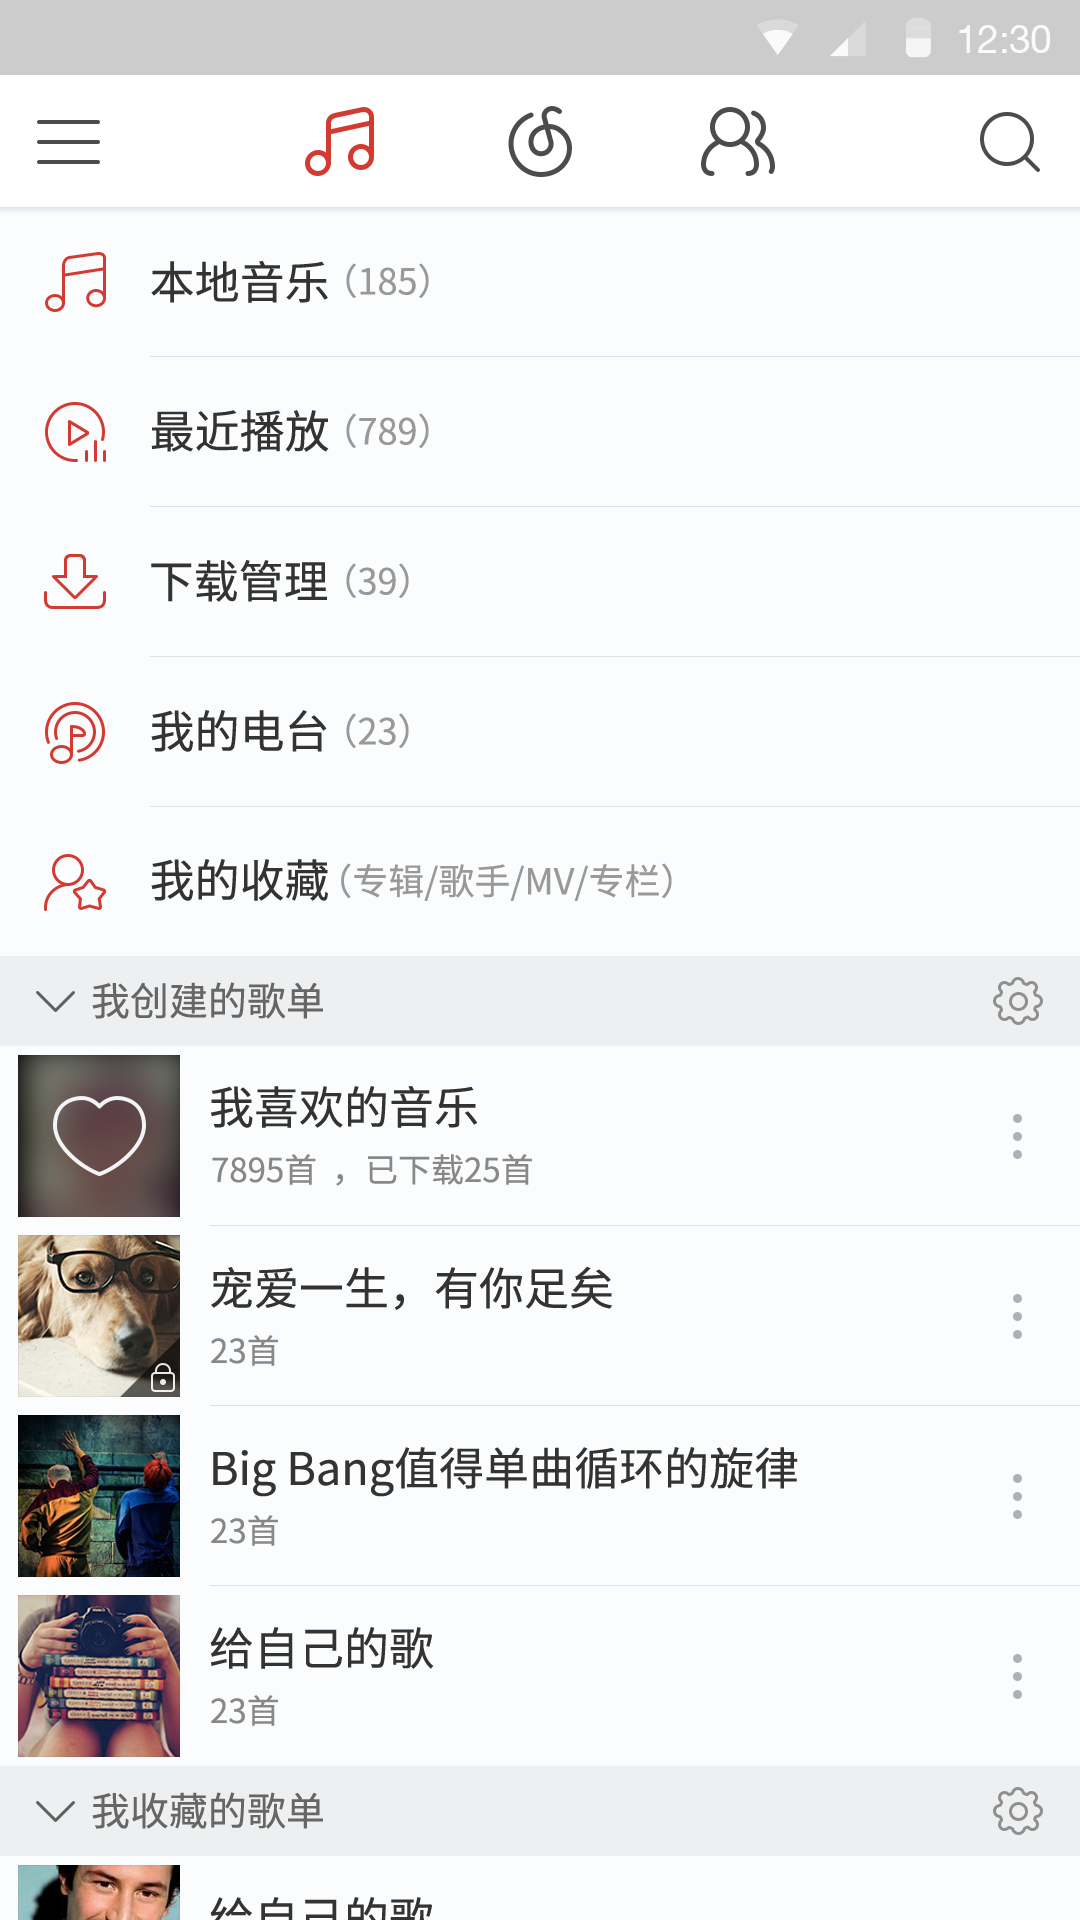 12:30
本地音乐（185）
最近播放（789）
下载管理（39）
我的电台（23）
我的收藏（专辑/歌手/MV/专栏）
我创建的歌单
我喜欢的音乐
7895首 ，已下载25首
宠爱一生，有你足矣
23首
Big Bang值得单曲循环的旋律
23首
给自己的歌
23首
我收藏的歌单
给自己的歌